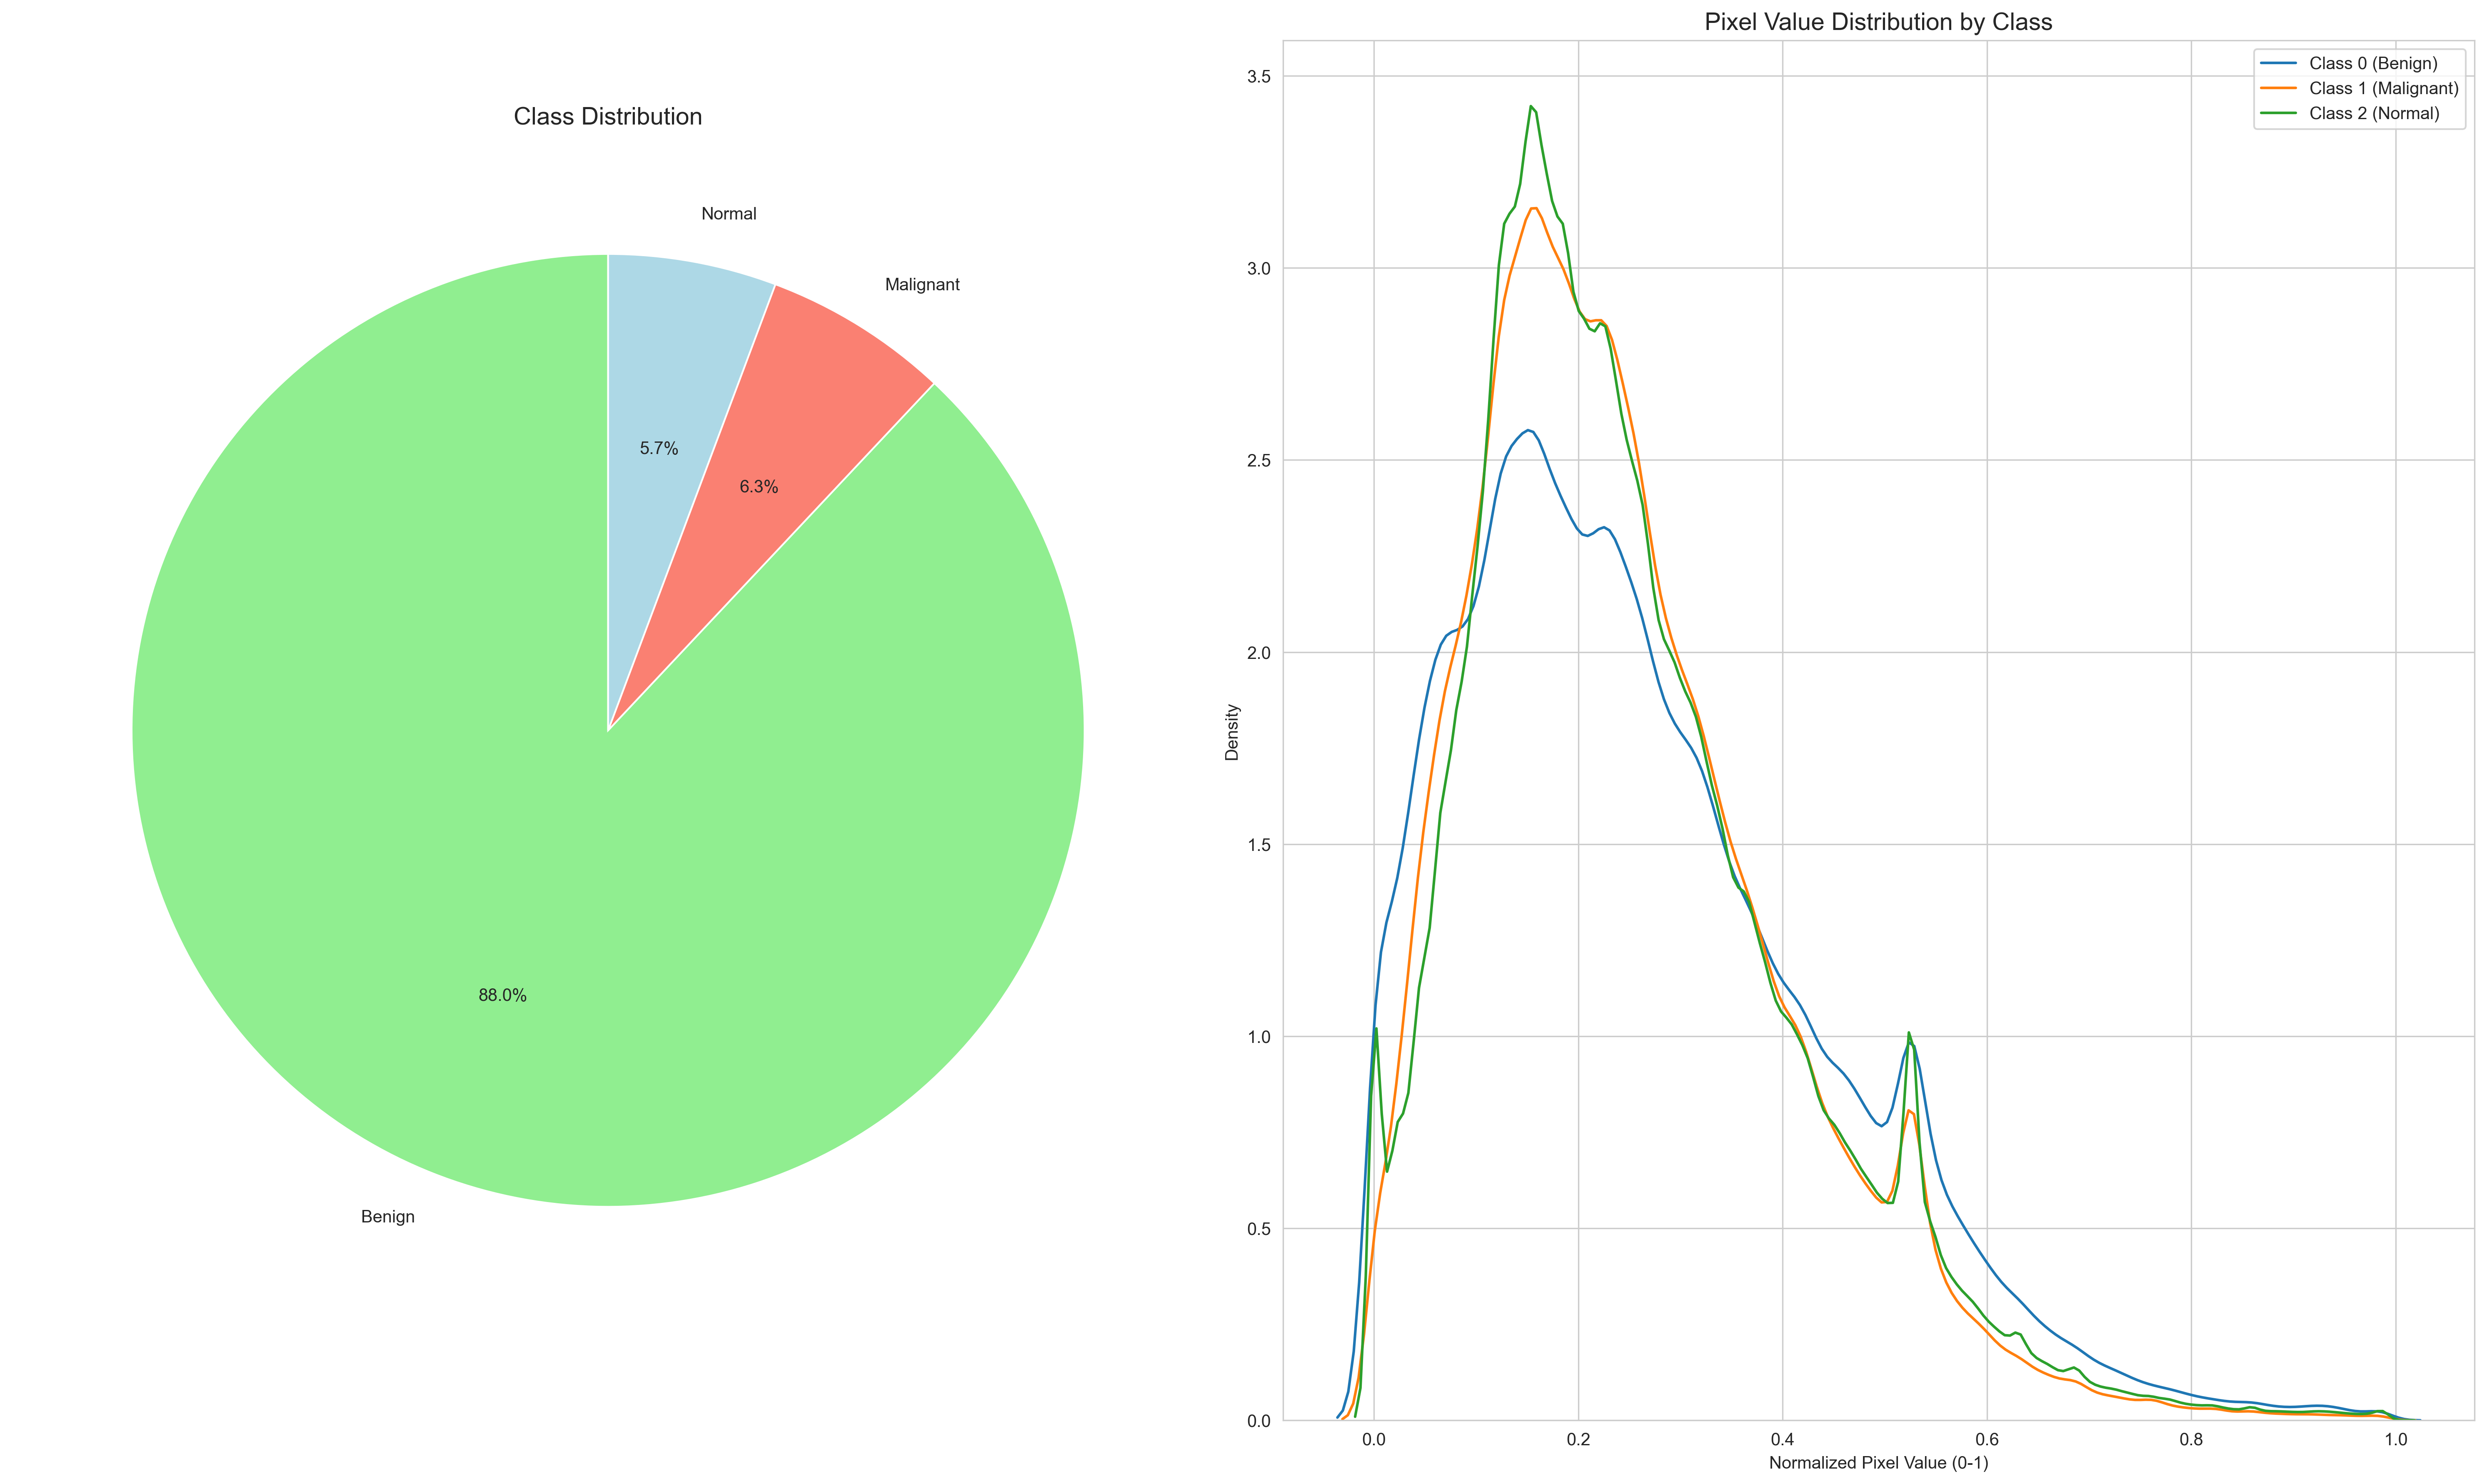 Class Distribution
Normal
Malignant
5.7%
6.3%
88.0%
Benign
Pixel Value Distribution by Class
Class 0 (Benign)
Class 1 (Malignant)
Class 2 (Normal)
3.5
3.0
2.5
2.0
1.5
1.0
0.5
0.0
Density
0.0 0.2 0.4 0.6 0.8 1.0
Normalized Pixel Value (0-1)